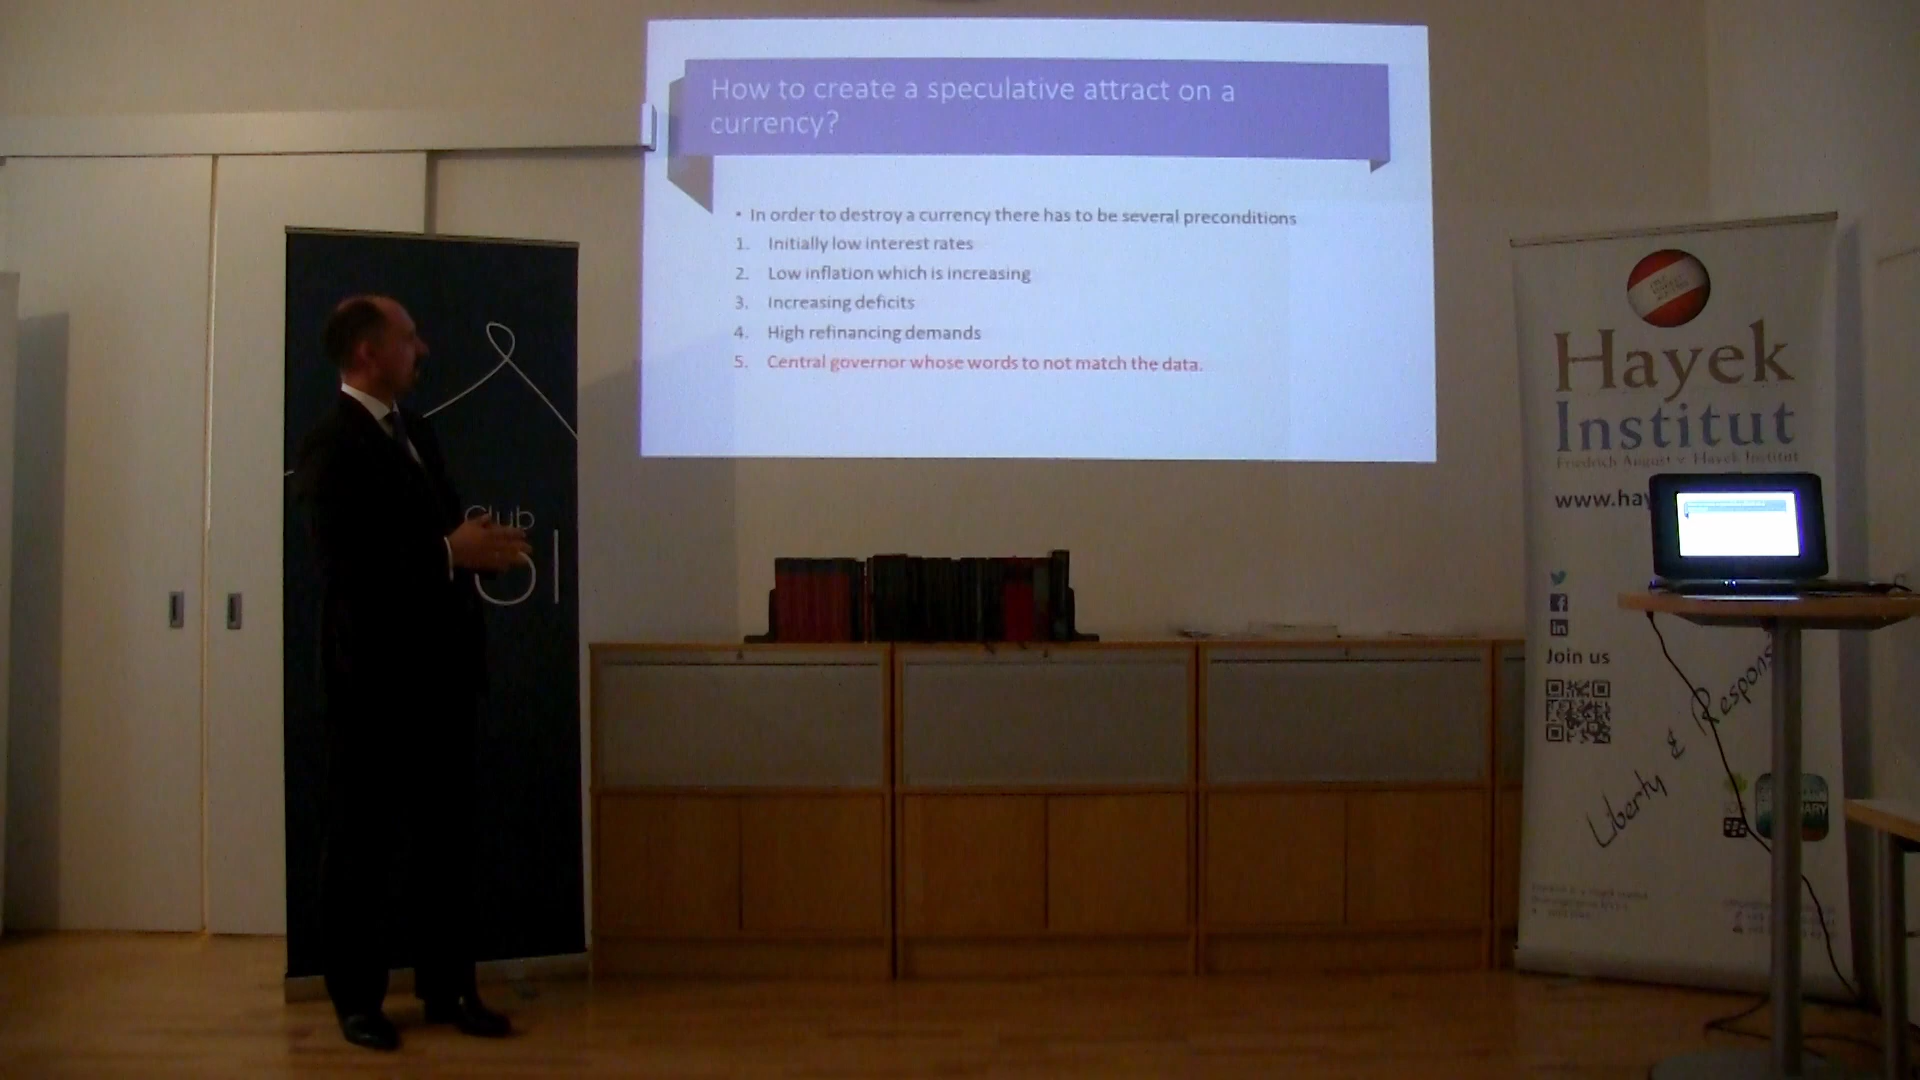 How to create a speculative attract on a
currency?
• In order to destroy a currency there has to be several preconditions
1. Initially low interest rates
2. Low inflation which is increasing
3. Increasing deficits
4. High refinancing demands
5. Central governor whose words to not match the data.
Club
Hayek
Institut
Friedrich August v. Hayek Institut
www.hay
in
Join us
Liberty & Respons